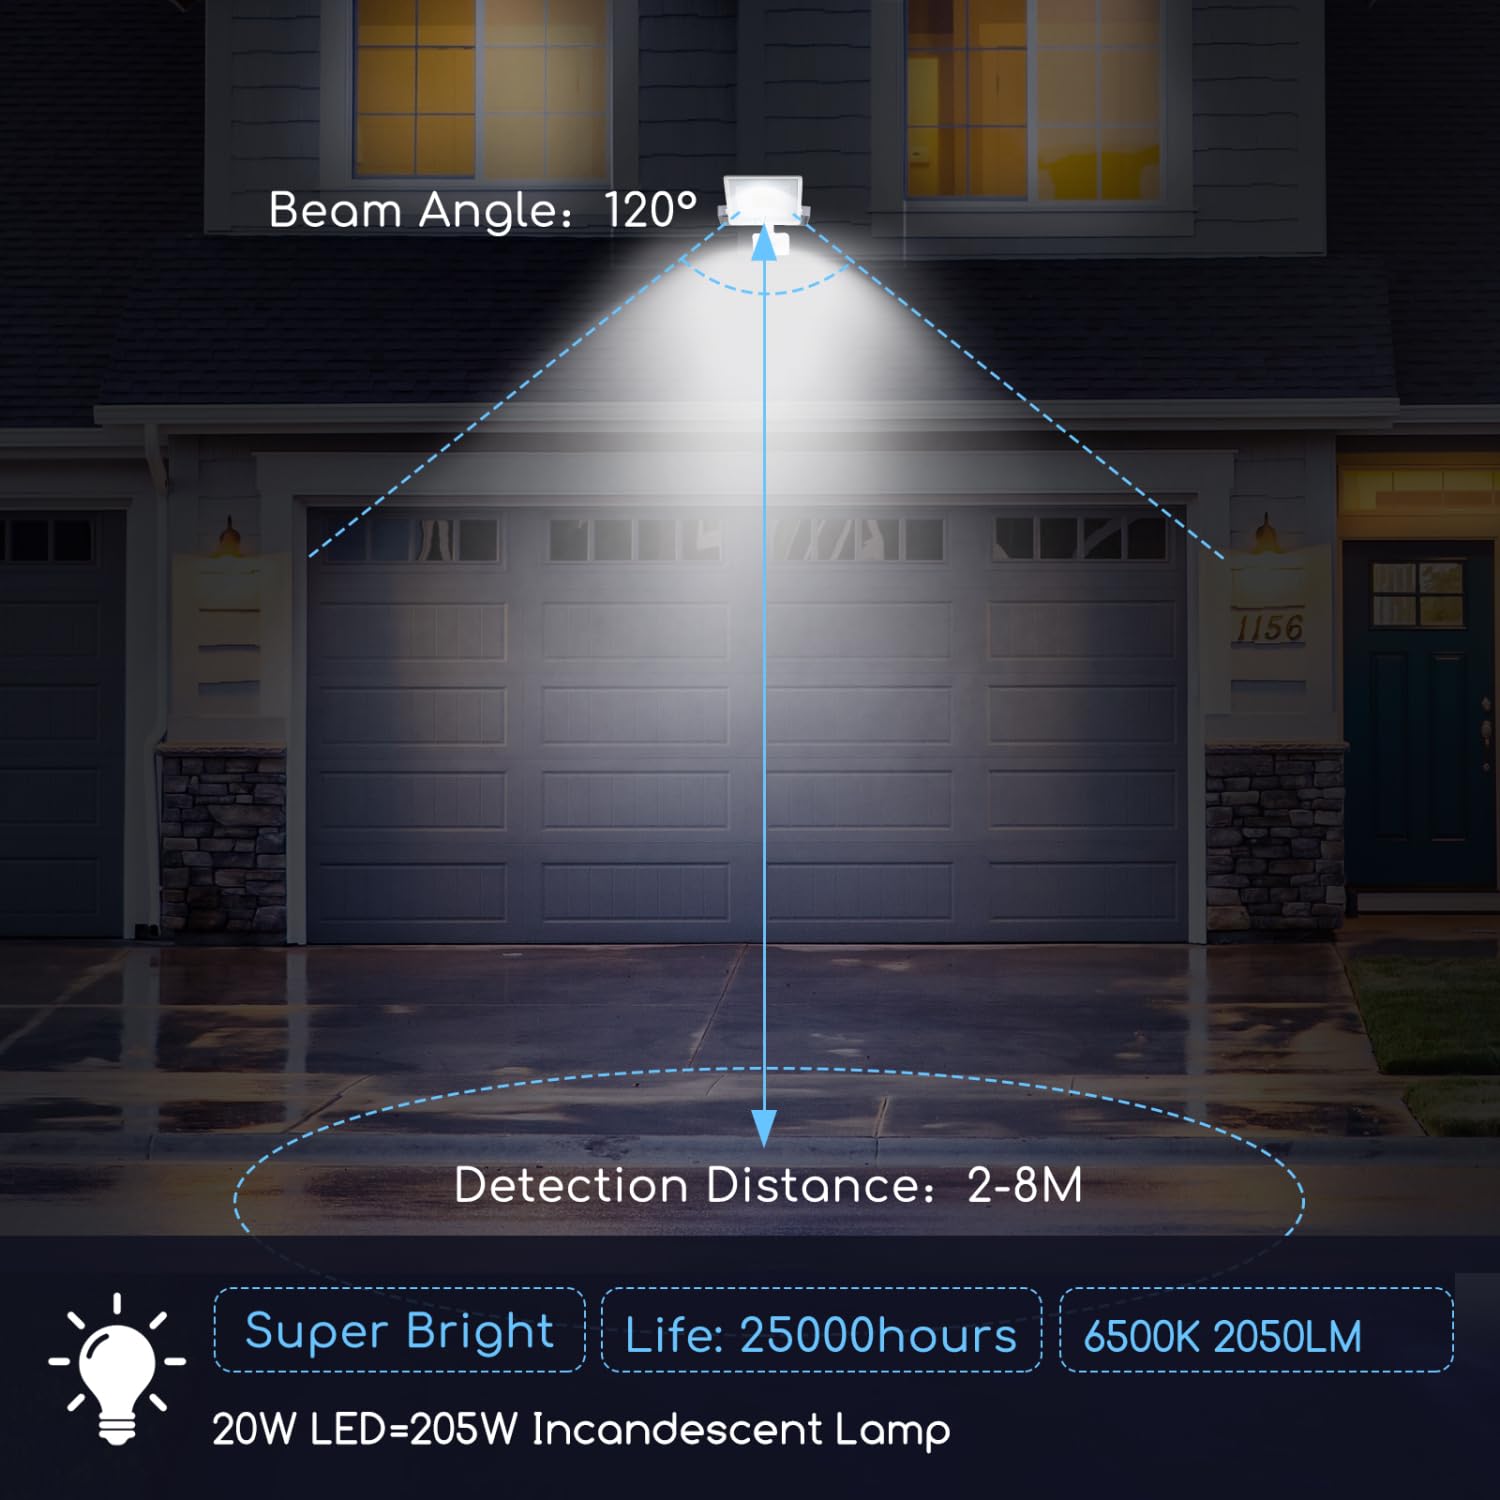 Beam Angle: 120°
1156
Detection Distance: 2-8M
Super Bright
Life: 25000hours
6500K 2050LM
20W LED=205W Incandescent Lamp